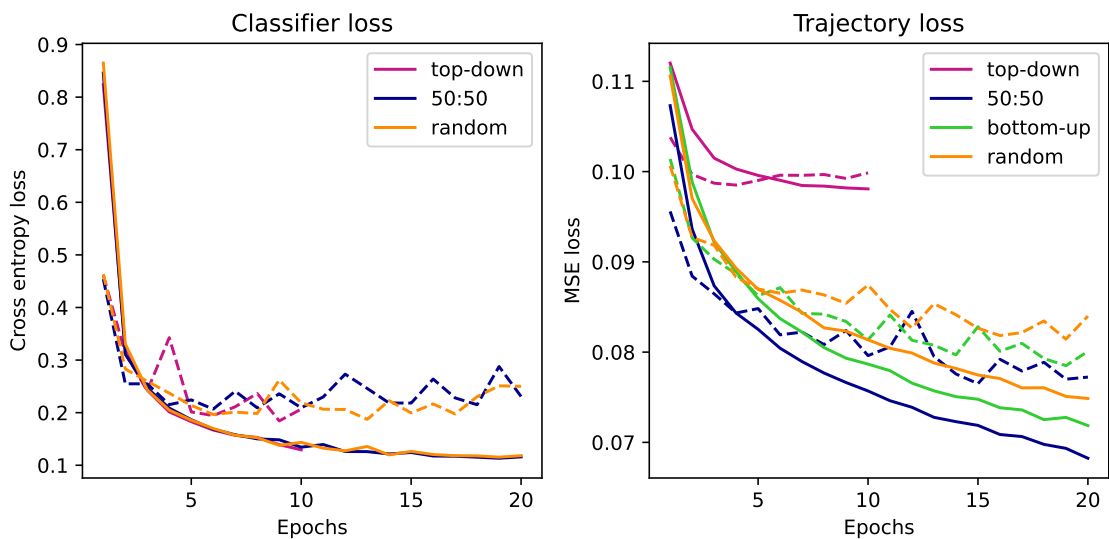 Classifier loss
Cross entropy loss
0.9
0.8
0.7
0.6
0.5
0.4
0.3
0.2
0.1
top-down
50:50
random
5
10
15
20
Epochs
Trajectory loss
MSE loss
0.11
0.10
0.09
0.08
0.07
top-down
50:50
bottom-up
random
5
10
15
20
Epochs